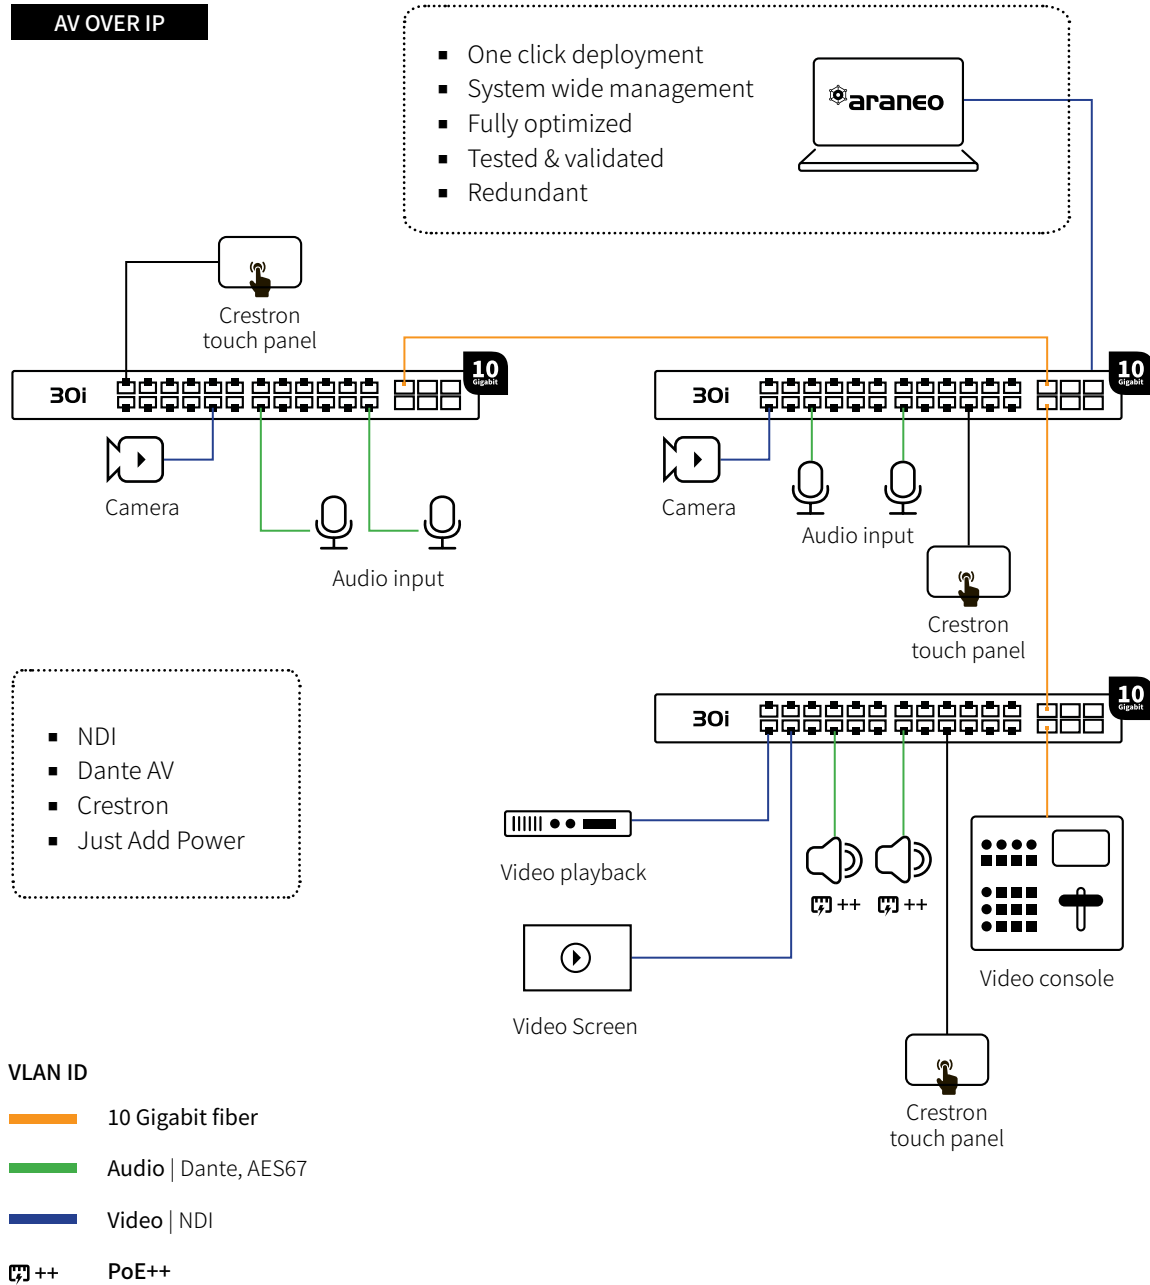 AV OVER IP
One click deployment
System wide management
Fully optimized
Tested & validated
Redundant
araneo
Crestron
touch panel
30i
10
Gigabit
30i
10
Gigabit
Camera
Audio input
Camera
Audio input
Crestron
touch panel
30i
10
Gigabit
NDI
Dante AV
Crestron
Just Add Power
Video playback
++
++
Video console
Video Screen
Crestron
touch panel
VLAN ID
10 Gigabit fiber
Audio | Dante, AES67
Video | NDI
++ PoE++